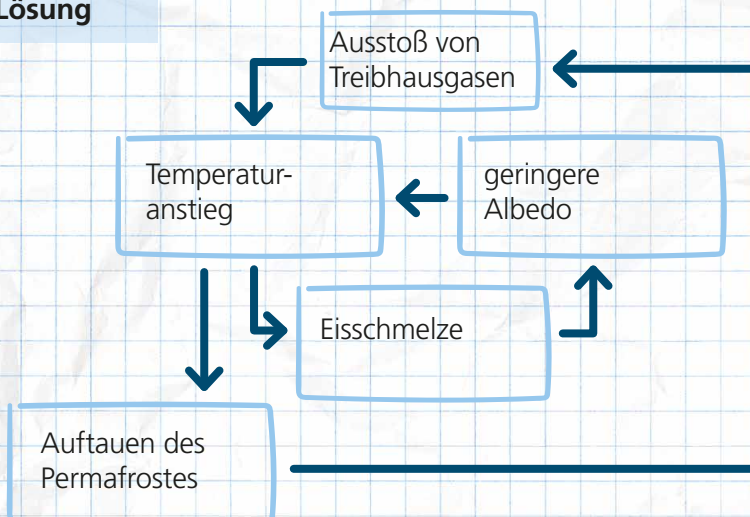 Lösung
Ausstoß von
Treibhausgasen
Temperatur-
anstieg
geringere
Albedo
Eisschmelze
Auftauen des
Permafrostes